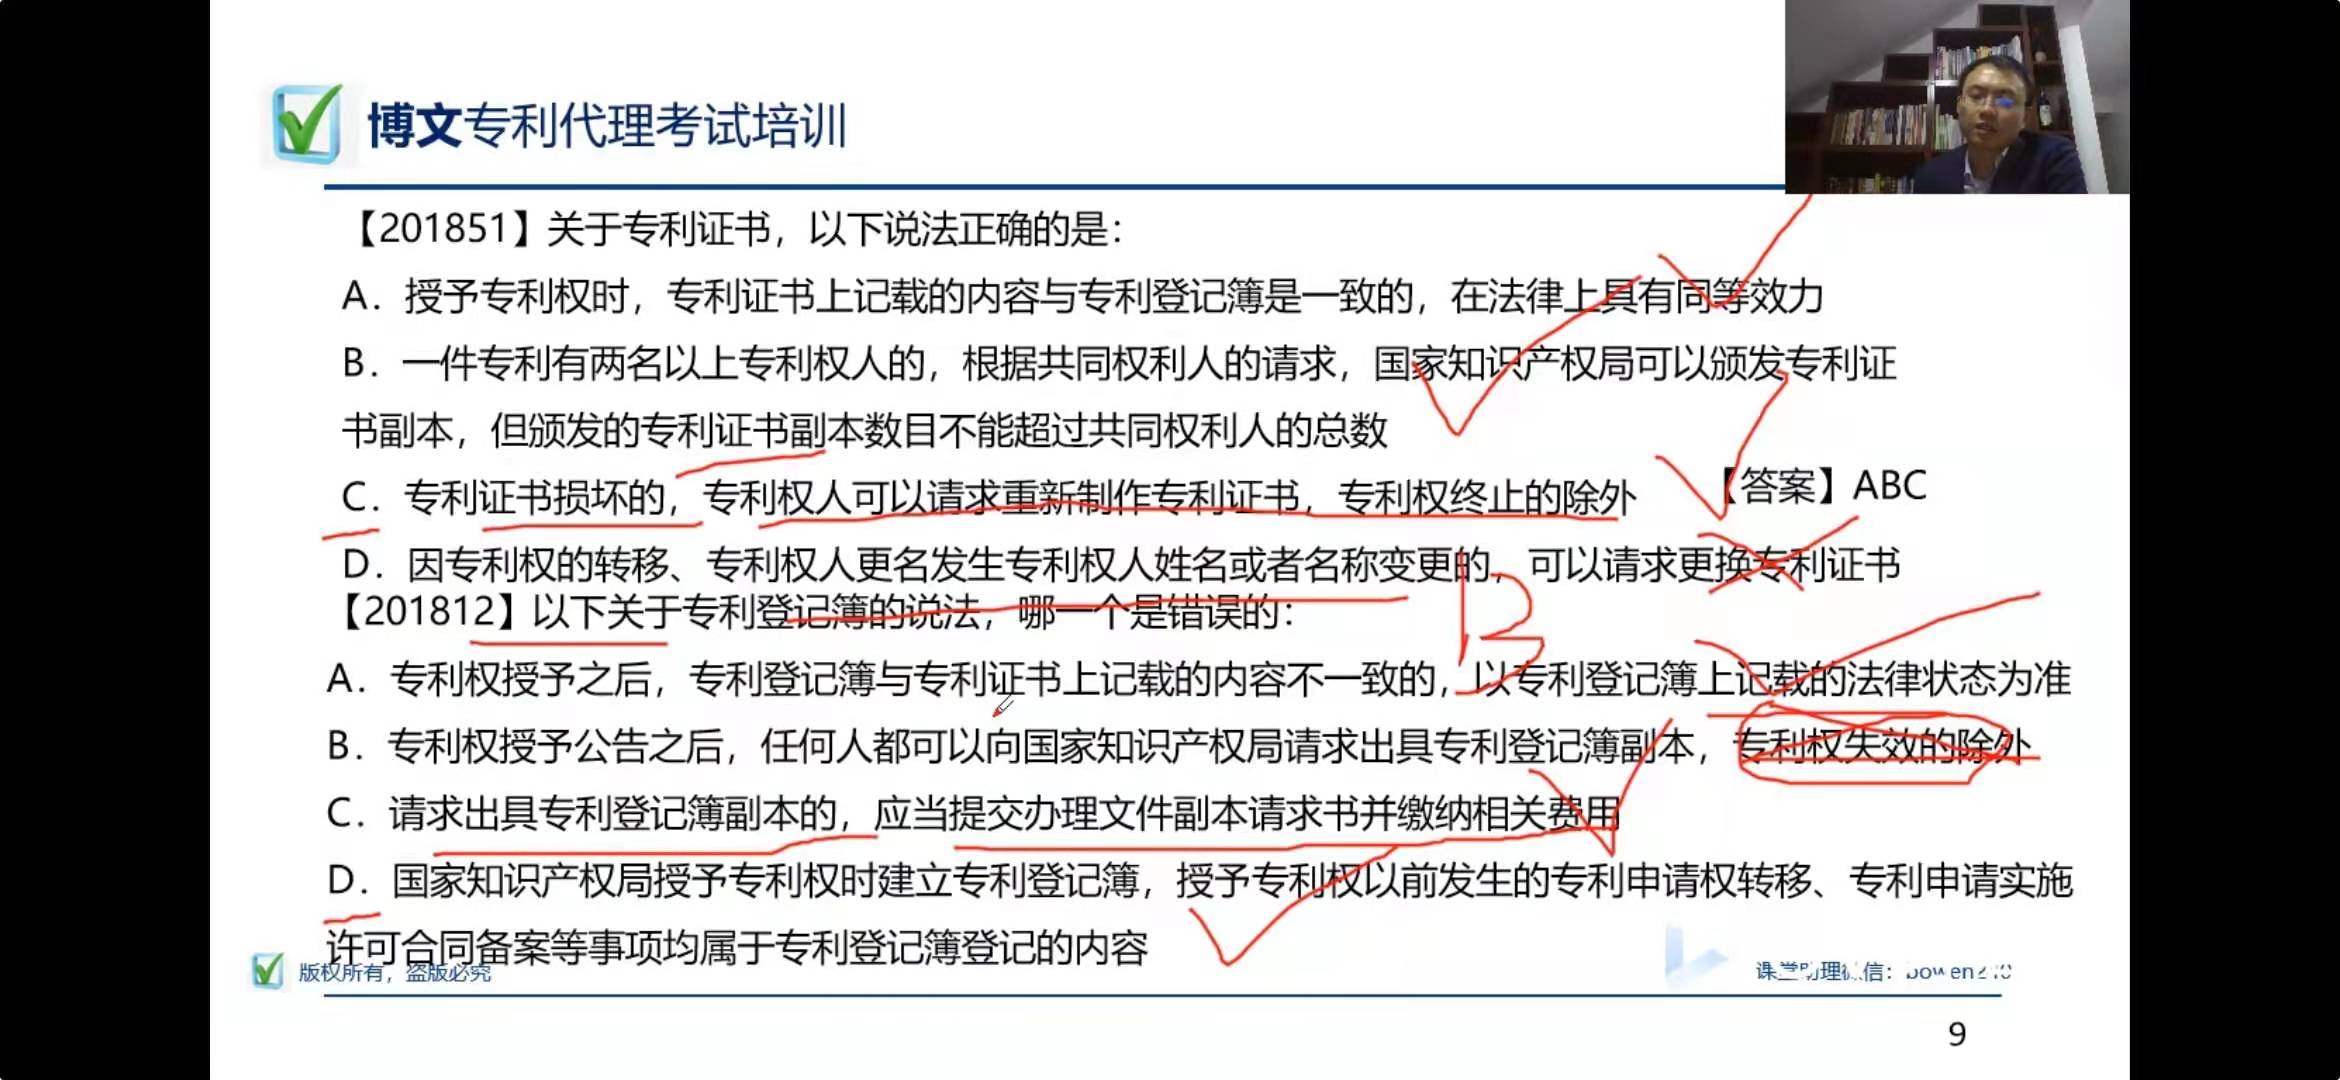 博文专利代理考试培训
【201851】关于专利证书，以下说法正确的是：
A．授予专利权时，专利证书上记载的内容与专利登记簿是一致的，在法律上具有同等效力
B．一件专利有两名以上专利权人的，根据共同权利人的请求，国家知识产权局可以颁发专利证
书副本，但颁发的专利证书副本数目不能超过共同权利人的总数
C．专利证书损坏的，专利权人可以请求重新制作专利证书，专利权终止的除外
【答案】ABC
D．因专利权的转移、专利权人更名发生专利权人姓名或者名称变更的，可以请求更换专利证书
【201812】以下关于专利登记簿的说法，哪一个是错误的：
B
A．专利权授予之后，专利登记簿与专利证书上记载的内容不一致的，以专利登记簿上记载的法律状态为准
B．专利权授予公告之后，任何人都可以向国家知识产权局请求出具专利登记簿副本，专利权失效的除外
C．请求出具专利登记簿副本的，应当提交办理文件副本请求书并缴纳相关费用
D．国家知识产权局授予专利权时建立专利登记簿，授予专利权以前发生的专利申请权转移、专利申请实施
许可合同备案等事项均属于专利登记簿登记的内容
版权所有，盗版必究
课堂助理微信：
9